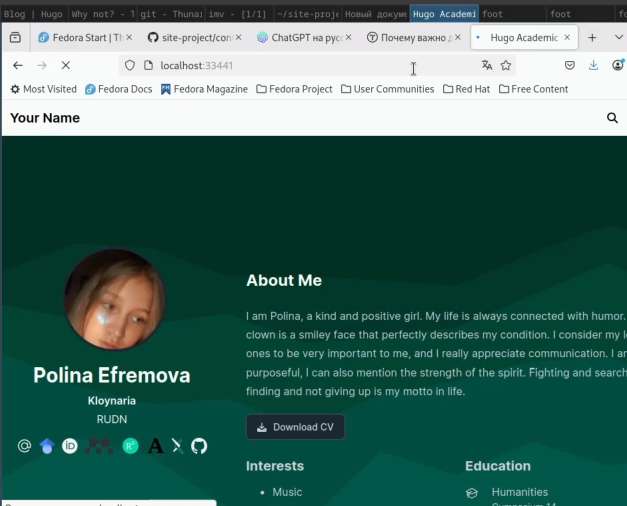 Blog | Hugo Why not? - T git - Thuna: imv - [1/1] ~/site-proje Новый докуме Hugo Academi foot foot fo
Fedora Start | Th site-project/con ChatGPT на русс Почему важно д Hugo Academic
localhost:33441
Most Visited Fedora Docs Fedora Magazine Fedora Project User Communities Red Hat Free Content
Your Name
About Me
I am Polina, a kind and positive girl. My life is always connected with humor.
clown is a smiley face that perfectly describes my condition. I consider my l
ones to be very important to me, and I really appreciate communication. I a
purposeful, I can also mention the strength of the spirit. Fighting and search
finding and not giving up is my motto in life.
Polina Efremova
Kloynaria
RUDN
Download CV
Interests
Music
Education
Humanities